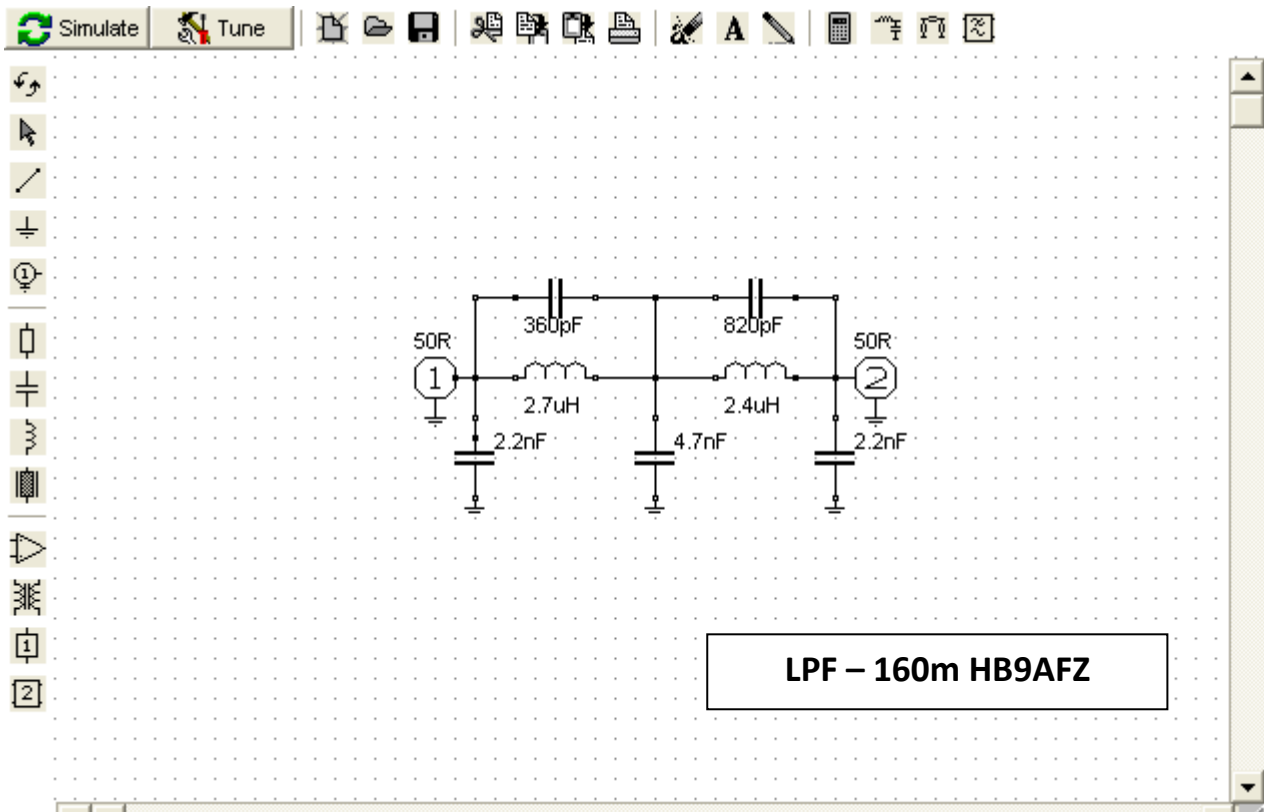 Simulate Tune A
1
360pF 820pF
50R 50R
1 2
2.7uH 2.4uH
2.2nF 4.7nF 2.2nF
1
2
LPF – 160m HB9AFZ